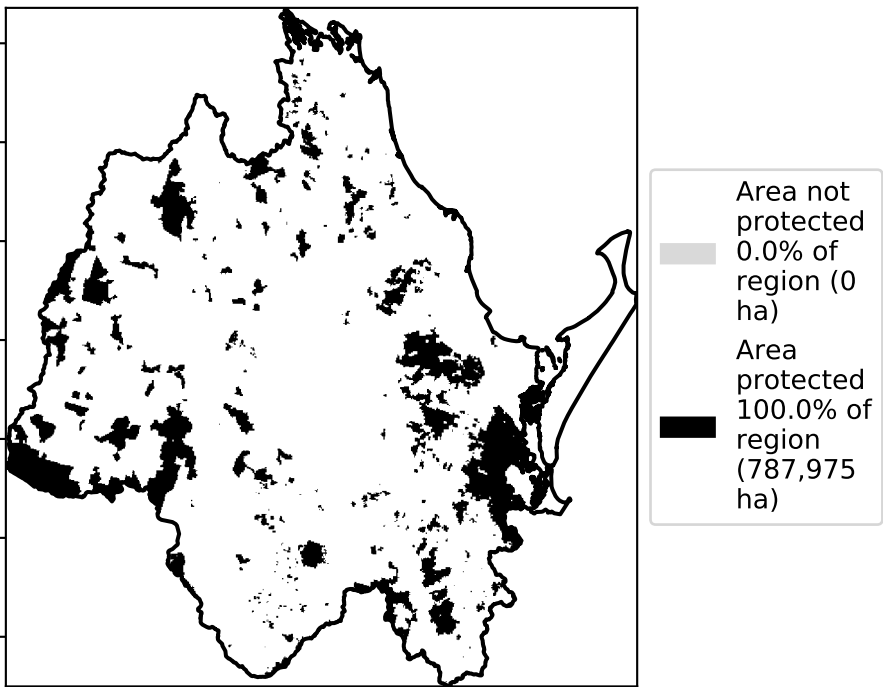 Area not
protected
0.0% of
region (0
ha)
Area
protected
100.0% of
region
(787,975
ha)